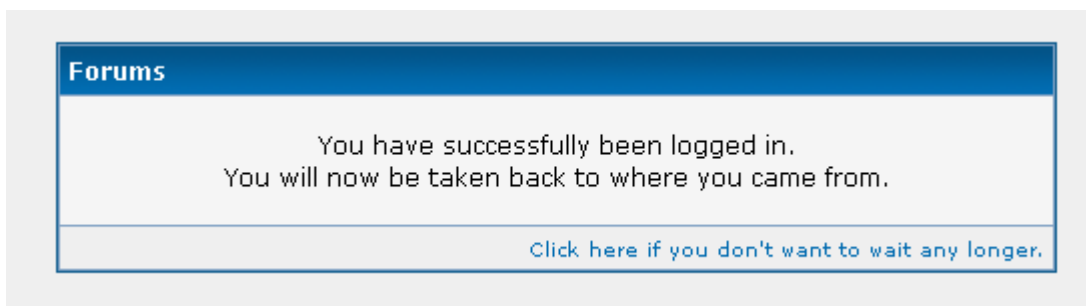 Forums
You have successfully been logged in.
You will now be taken back to where you came from.
Click here if you don't want to wait any longer.